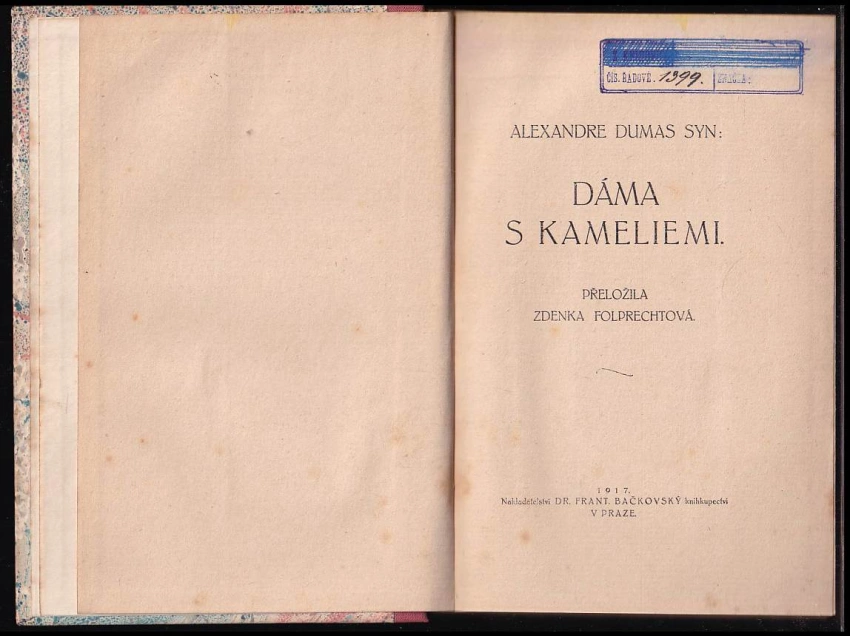 ČÍS. ŘADOVÉ: 1399.
ALEXANDRE DUMAS SYN:
DÁMA
S KAMELIEMI.
PŘELOŽILA
ZDENKA FOLPRECHTOVÁ.
1917.
Nakladatelství DR. FRANT. BAČKOVSKÝ knihkupectví
V PRAZE.